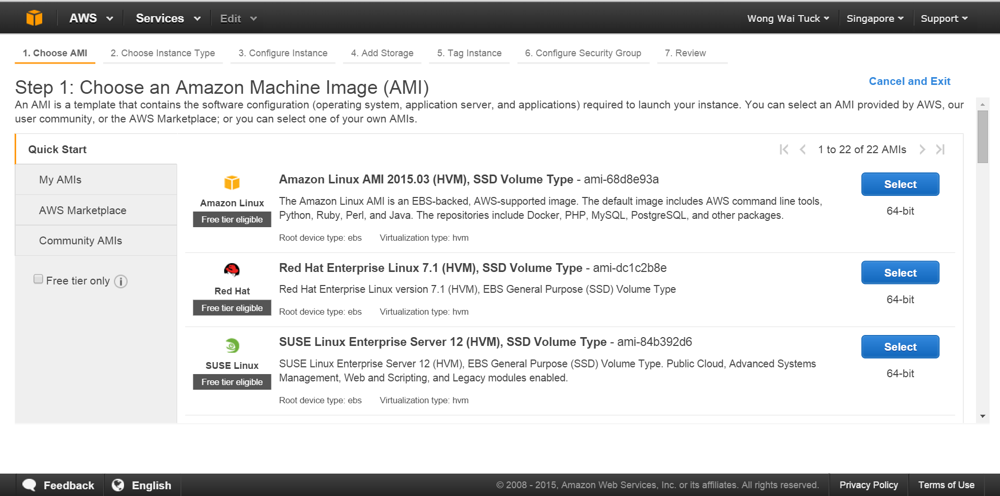 AWS Services Edit Wong Wai Tuck Singapore Support
1. Choose AMI 2. Choose Instance Type 3. Configure Instance 4. Add Storage 5. Tag Instance 6. Configure Security Group 7. Review
Step 1: Choose an Amazon Machine Image (AMI)
Cancel and Exit
An AMI is a template that contains the software configuration (operating system, application server, and applications) required to launch your instance. You can select an AMI provided by AWS, our
user community, or the AWS Marketplace; or you can select one of your own AMIs.
Quick Start
My AMIs
AWS Marketplace
Community AMIs
Free tier only
1 to 22 of 22 AMIs
Amazon Linux
Free tier eligible
Amazon Linux AMI 2015.03 (HVM), SSD Volume Type - ami-68d8e93a
The Amazon Linux AMI is an EBS-backed, AWS-supported image. The default image includes AWS command line tools,
Python, Ruby, Perl, and Java. The repositories include Docker, PHP, MySQL, PostgreSQL, and other packages.
Root device type: ebs Virtualization type: hvm
Select
64-bit
Red Hat
Free tier eligible
Red Hat Enterprise Linux 7.1 (HVM), SSD Volume Type - ami-dc1c2b8e
Red Hat Enterprise Linux version 7.1 (HVM), EBS General Purpose (SSD) Volume Type
Root device type: ebs Virtualization type: hvm
Select
64-bit
SUSE Linux
Free tier eligible
SUSE Linux Enterprise Server 12 (HVM), SSD Volume Type - ami-84b392d6
SUSE Linux Enterprise Server 12 (HVM), EBS General Purpose (SSD) Volume Type. Public Cloud, Advanced Systems
Management, Web and Scripting, and Legacy modules enabled.
Root device type: ebs Virtualization type: hvm
Select
64-bit
Feedback English © 2008 - 2015, Amazon Web Services, Inc. or its affiliates. All rights reserved. Privacy Policy Terms of Use